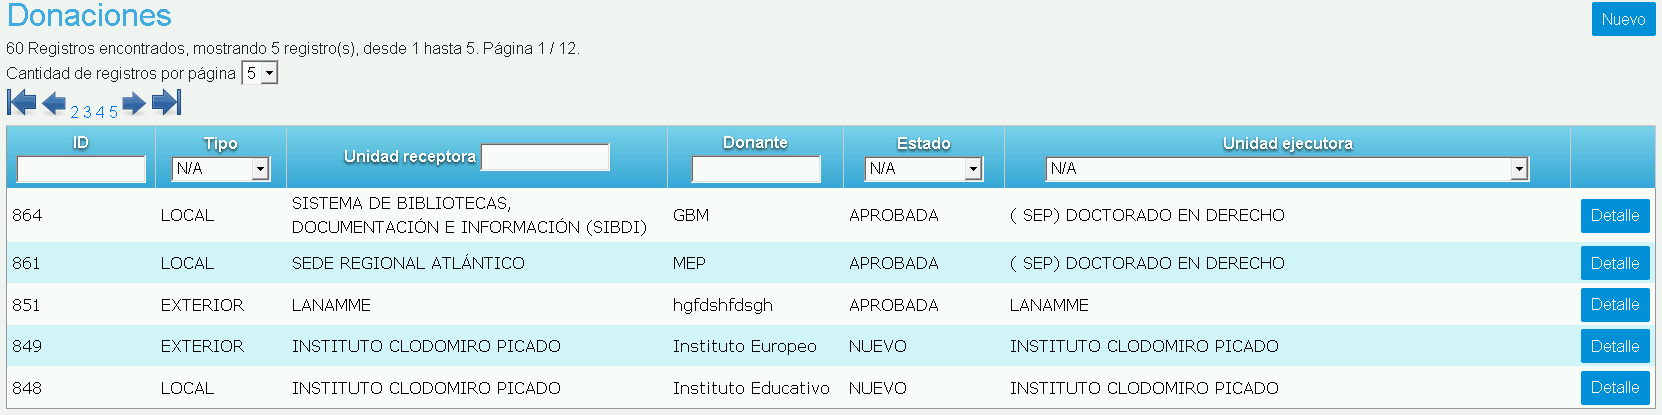 Donaciones
Nuevo
60 Registros encontrados, mostrando 5 registro(s), desde 1 hasta 5. Página 1 / 12.
Cantidad de registros por página 5
2 3 4 5
ID Tipo Unidad receptora Donante Estado Unidad ejecutora
N/A N/A N/A
864 LOCAL SISTEMA DE BIBLIOTECAS, DOCUMENTACIÓN E INFORMACIÓN (SIBDI) GBM APROBADA ( SEP) DOCTORADO EN DERECHO Detalle
861 LOCAL SEDE REGIONAL ATLÁNTICO MEP APROBADA ( SEP) DOCTORADO EN DERECHO Detalle
851 EXTERIOR LANAMME hgfdshfdsgh APROBADA LANAMME Detalle
849 EXTERIOR INSTITUTO CLODOMIRO PICADO Instituto Europeo NUEVO INSTITUTO CLODOMIRO PICADO Detalle
848 LOCAL INSTITUTO CLODOMIRO PICADO Instituto Educativo NUEVO INSTITUTO CLODOMIRO PICADO Detalle